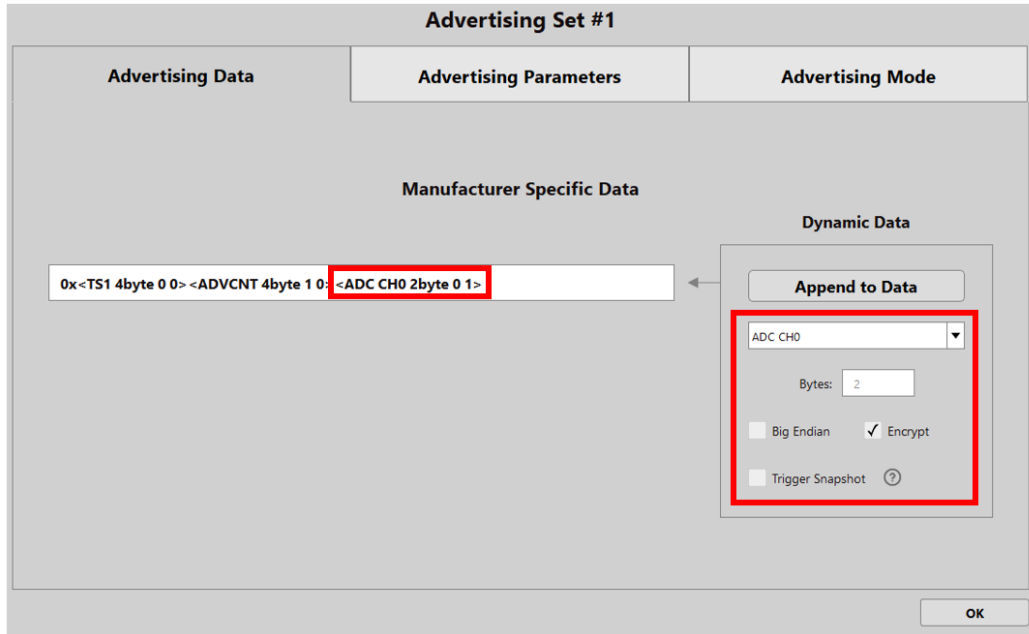 Advertising Set #1
Advertising Data
Advertising Parameters
Advertising Mode
Manufacturer Specific Data
Dynamic Data
0x<TS1 4byte 0 0><ADVCNT 4byte 1 0><ADC CH0 2byte 0 1>
Append to Data
ADC CH0
Bytes: 2
Big Endian ✓ Encrypt
Trigger Snapshot ?
OK